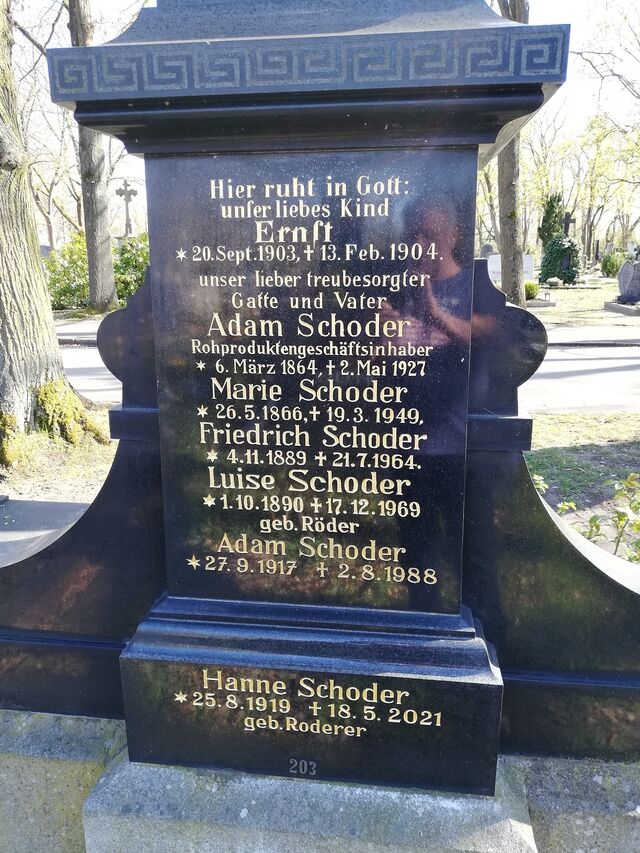 Hier ruht in Gott:
unſer liebes Kind
Ernſt
* 20. Sept. 1903, † 13. Feb. 1904.
unser lieber treubesorgter
Gatte und Vater
Adam Schoder
Rohproduktengeschäftsinhaber
* 6. März 1864, † 2. Mai 1927
Marie Schoder
* 26.5.1866, † 19.3.1949,
Friedrich Schoder
* 4.11.1889 † 21.7.1964.
Luise Schoder
* 1.10.1890 † 17.12.1969
geb. Röder
Adam Schoder
* 27.9.1917 † 2.8.1988
Hanne Schoder
* 25.8.1919 † 18.5.2021
geb. Roderer
203